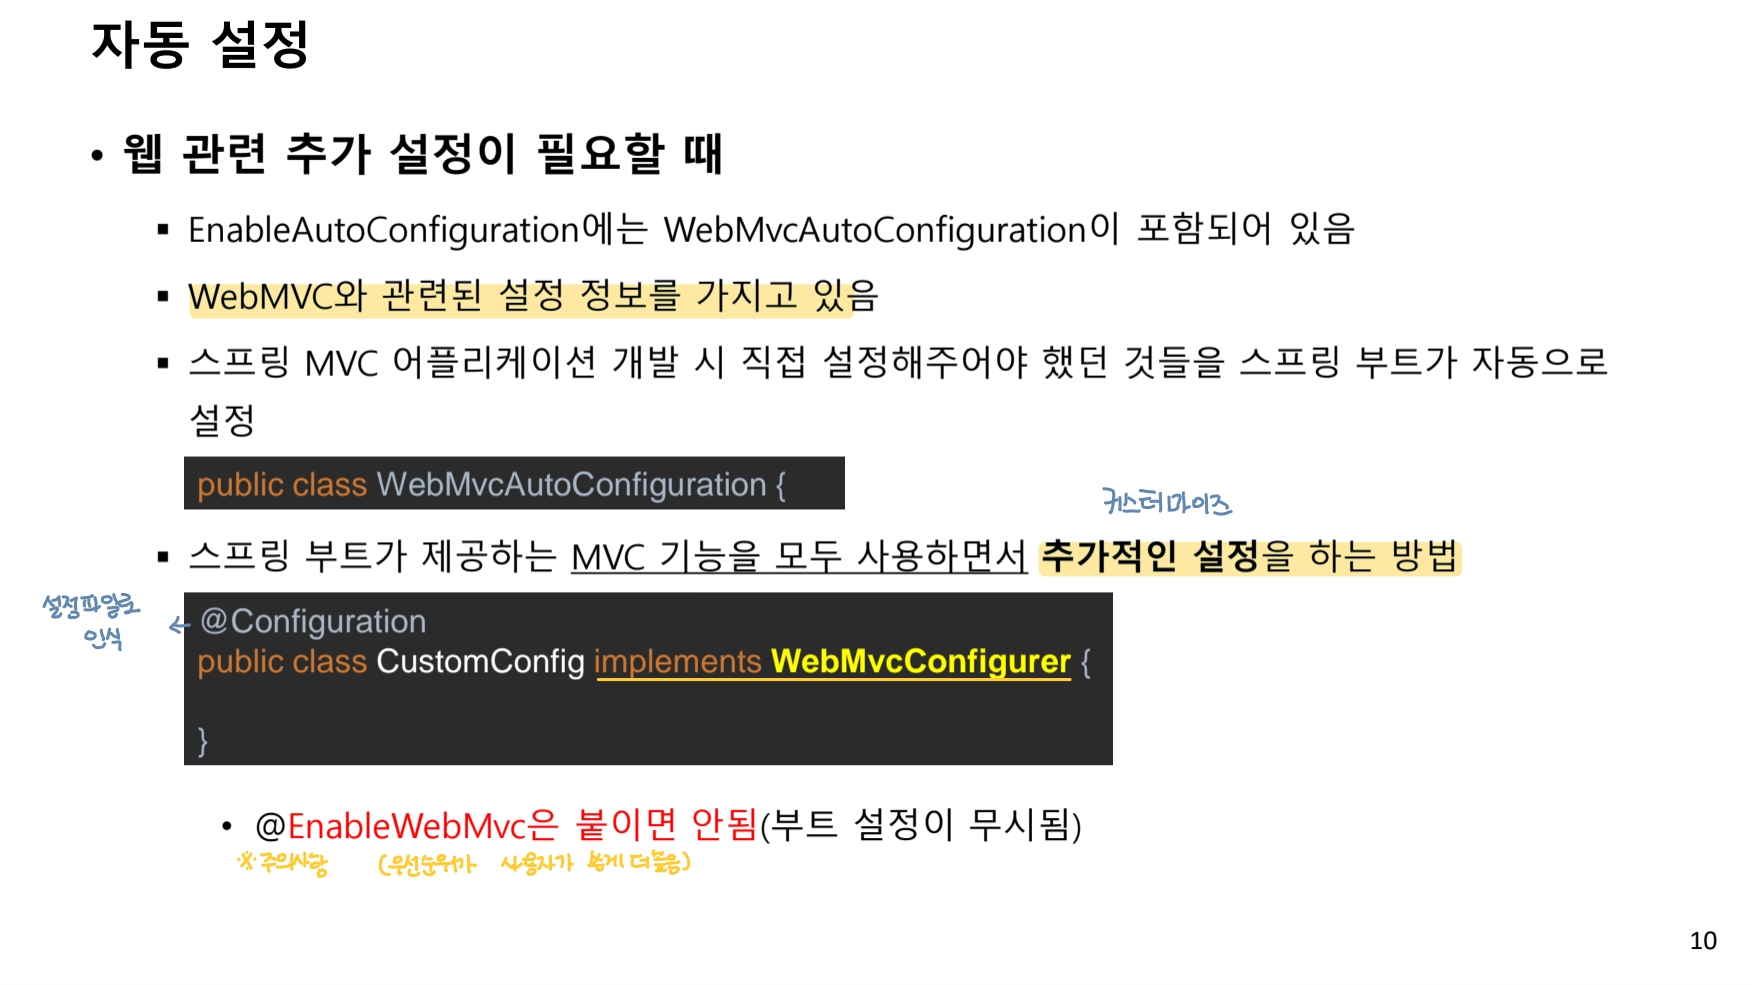 자동 설정
• 웹 관련 추가 설정이 필요할 때
▪ EnableAutoConfiguration에는 WebMvcAutoConfiguration이 포함되어 있음
▪ WebMVC와 관련된 설정 정보를 가지고 있음
▪ 스프링 MVC 어플리케이션 개발 시 직접 설정해주어야 했던 것들을 스프링 부트가 자동으로
설정
public class WebMvcAutoConfiguration {
커스터마이즈
▪ 스프링 부트가 제공하는 MVC 기능을 모두 사용하면서 추가적인 설정을 하는 방법
설정파일로
인식
← @Configuration
public class CustomConfig implements WebMvcConfigurer {
}
• @EnableWebMvc은 붙이면 안됨(부트 설정이 무시됨)
※주의사항 (우선순위가 사용자가 쓴게 더 높음)
10